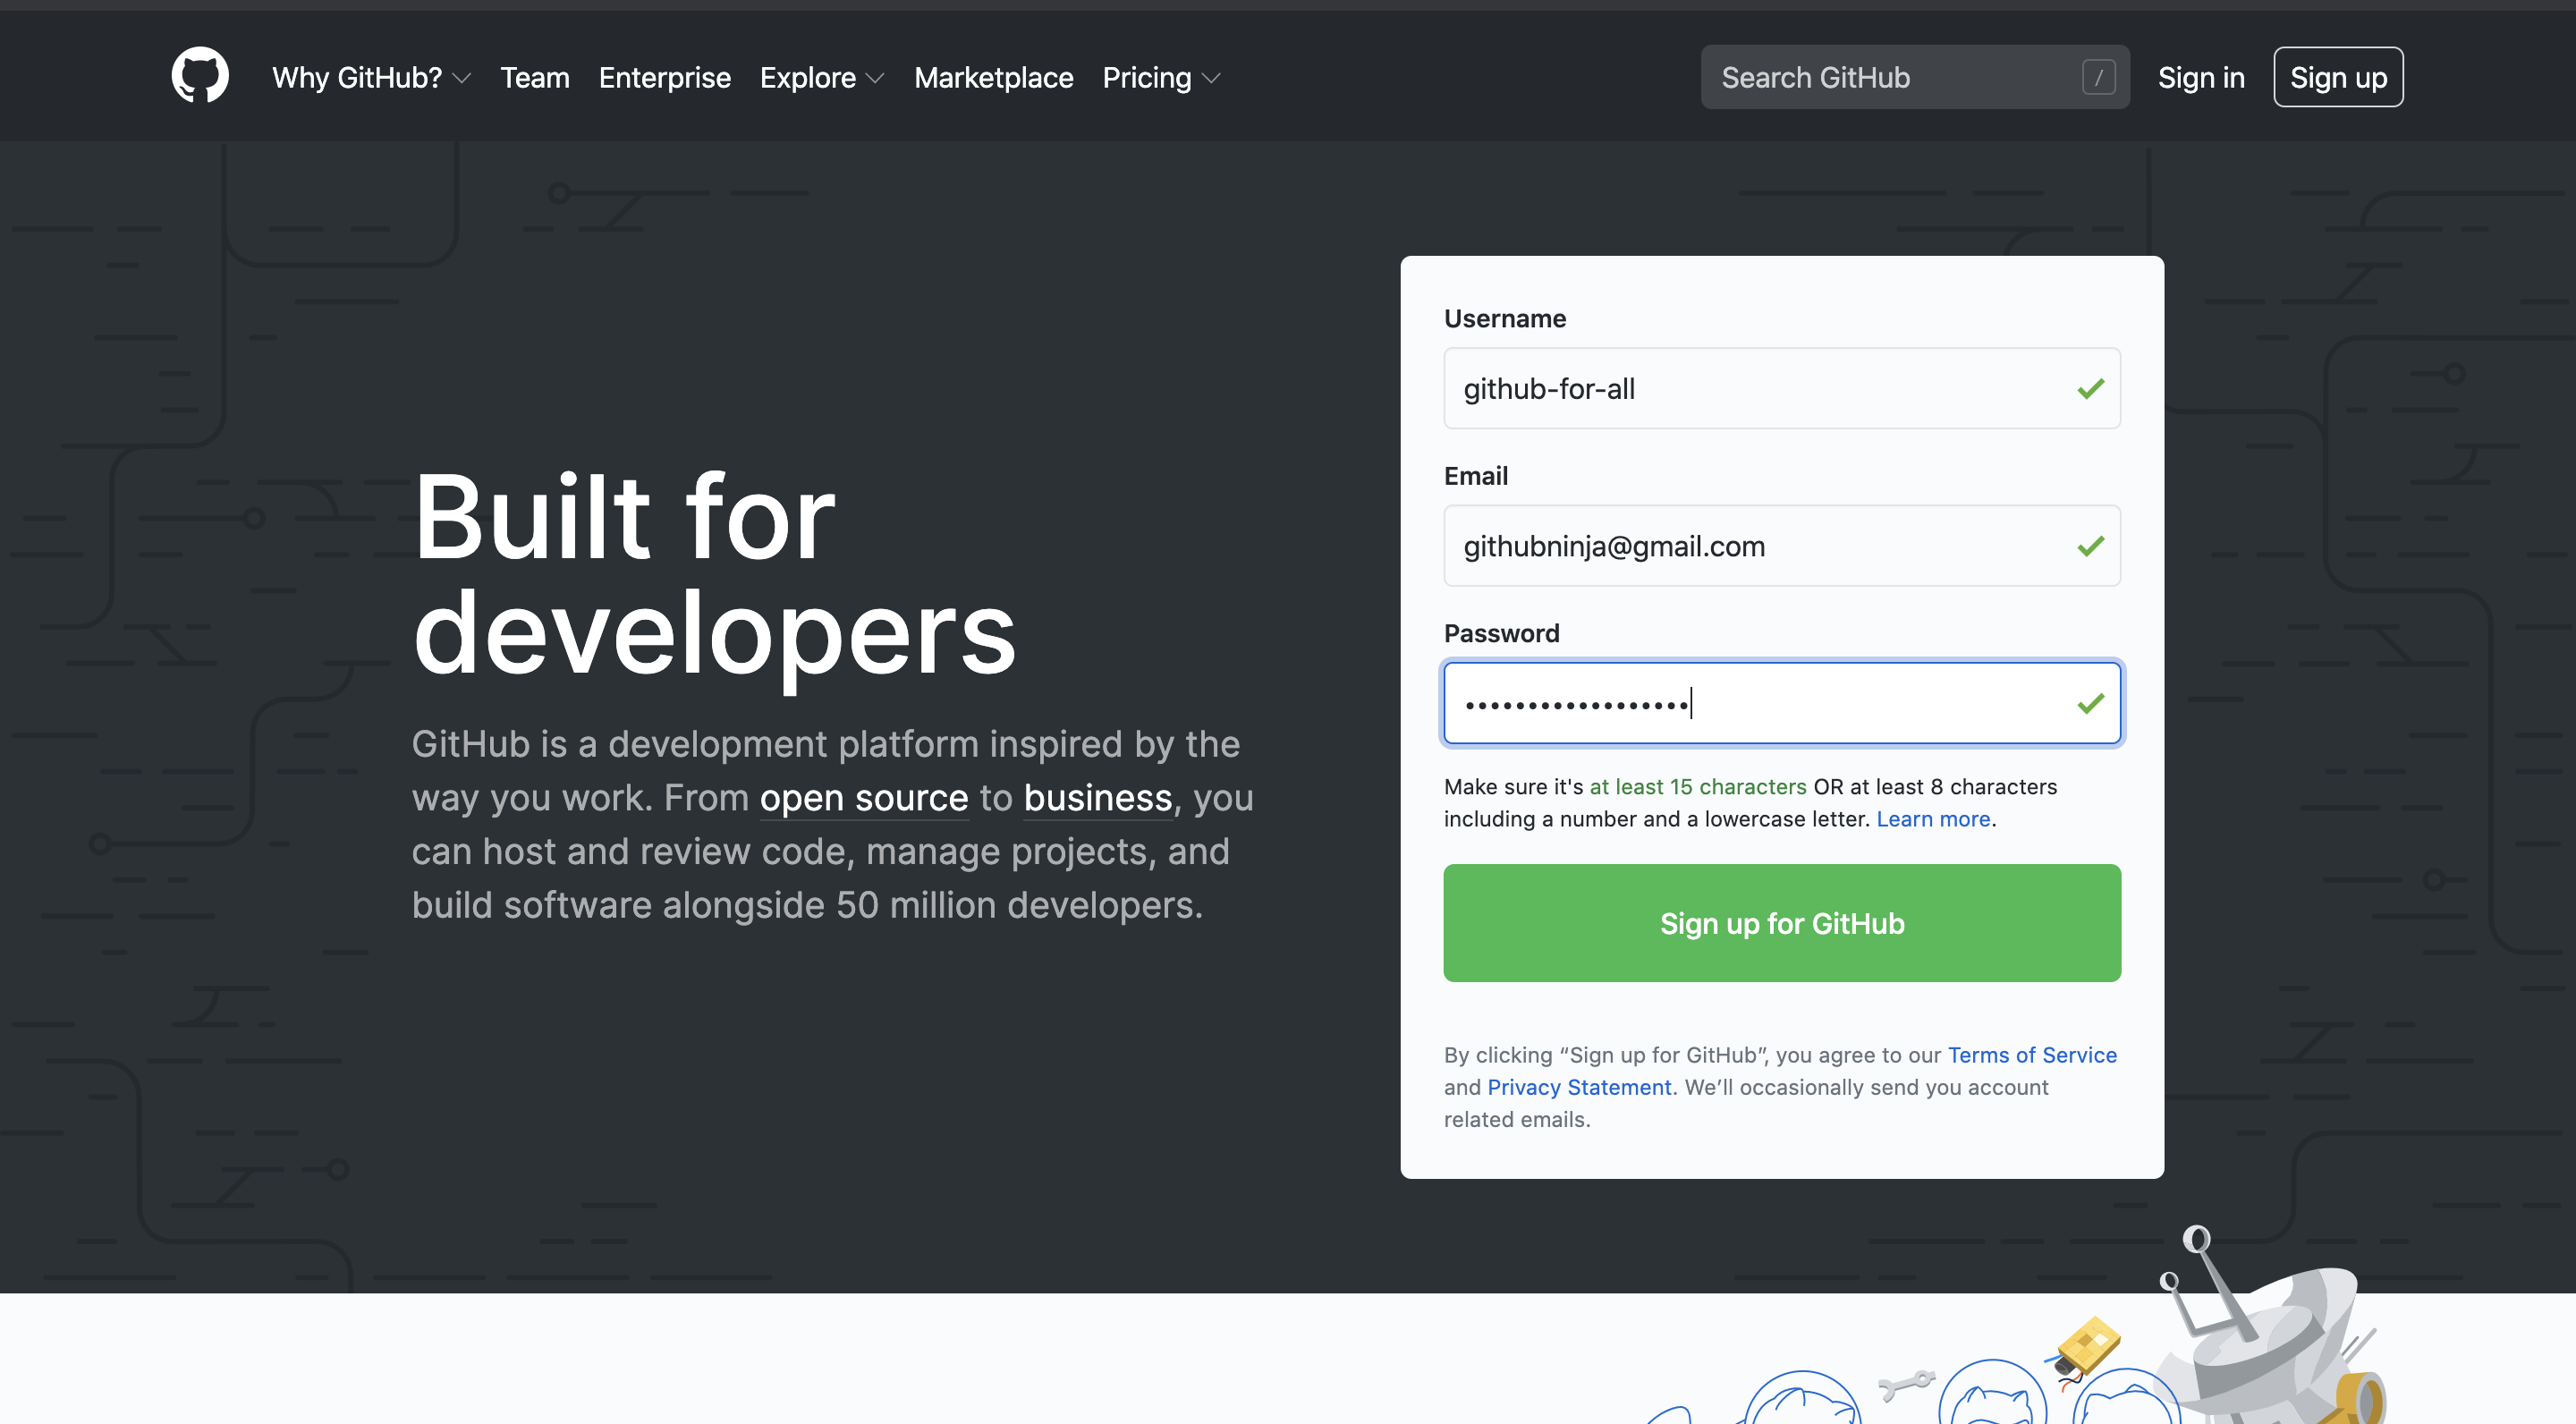 Why GitHub? Team Enterprise Explore Marketplace Pricing Search GitHub / Sign in Sign up
Built for
developers
GitHub is a development platform inspired by the
way you work. From open source to business, you
can host and review code, manage projects, and
build software alongside 50 million developers.
Username
github-for-all
Email
githubninja@gmail.com
Password
Make sure it's at least 15 characters OR at least 8 characters
including a number and a lowercase letter. Learn more.
Sign up for GitHub
By clicking “Sign up for GitHub”, you agree to our Terms of Service
and Privacy Statement. We’ll occasionally send you account
related emails.